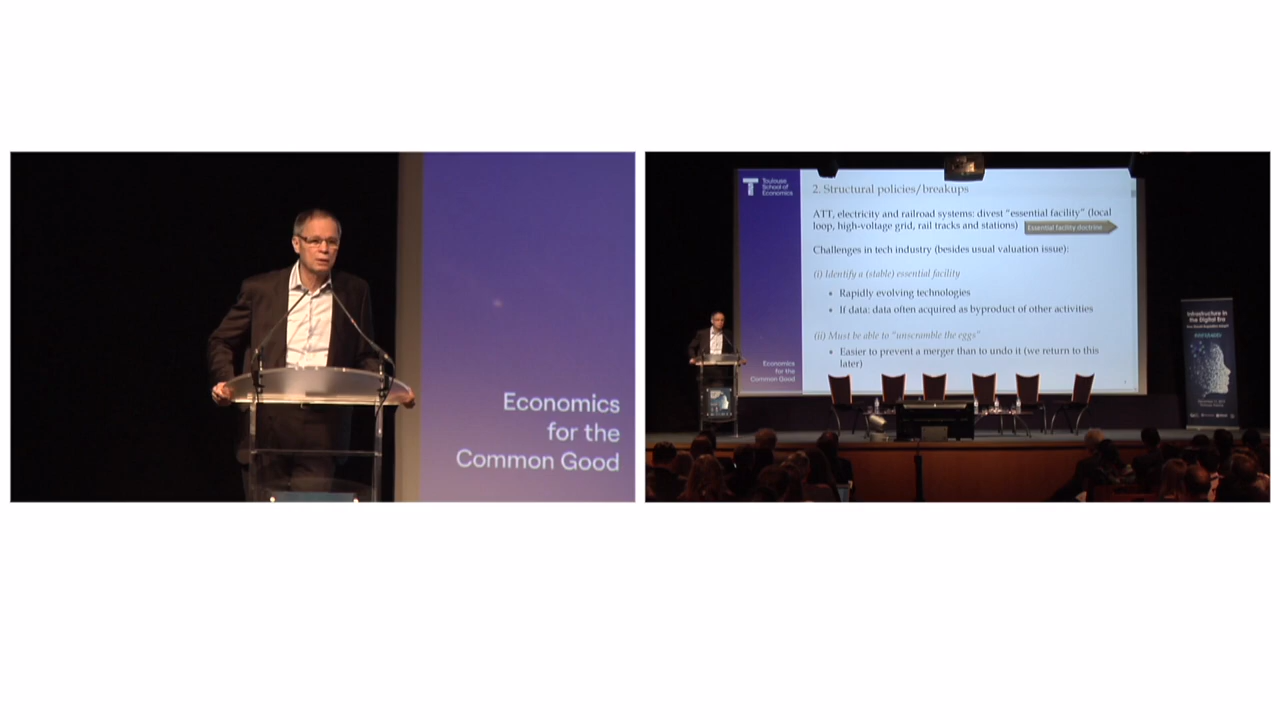 Economics
for the
Common Good
Toulouse
School of
Economics
2. Structural policies/breakups
ATT, electricity and railroad systems: divest "essential facility" (local
loop, high-voltage grid, rail tracks and stations)
Essential facility doctrine
Challenges in tech industry (besides usual valuation issue):
(i) Identify a (stable) essential facility
• Rapidly evolving technologies
• If data: data often acquired as byproduct of other activities
(ii) Must be able to "unscramble the eggs"
• Easier to prevent a merger than to undo it (we return to this
later)
Economics
for the
Common Good
Infrastructure in
the Digital Era